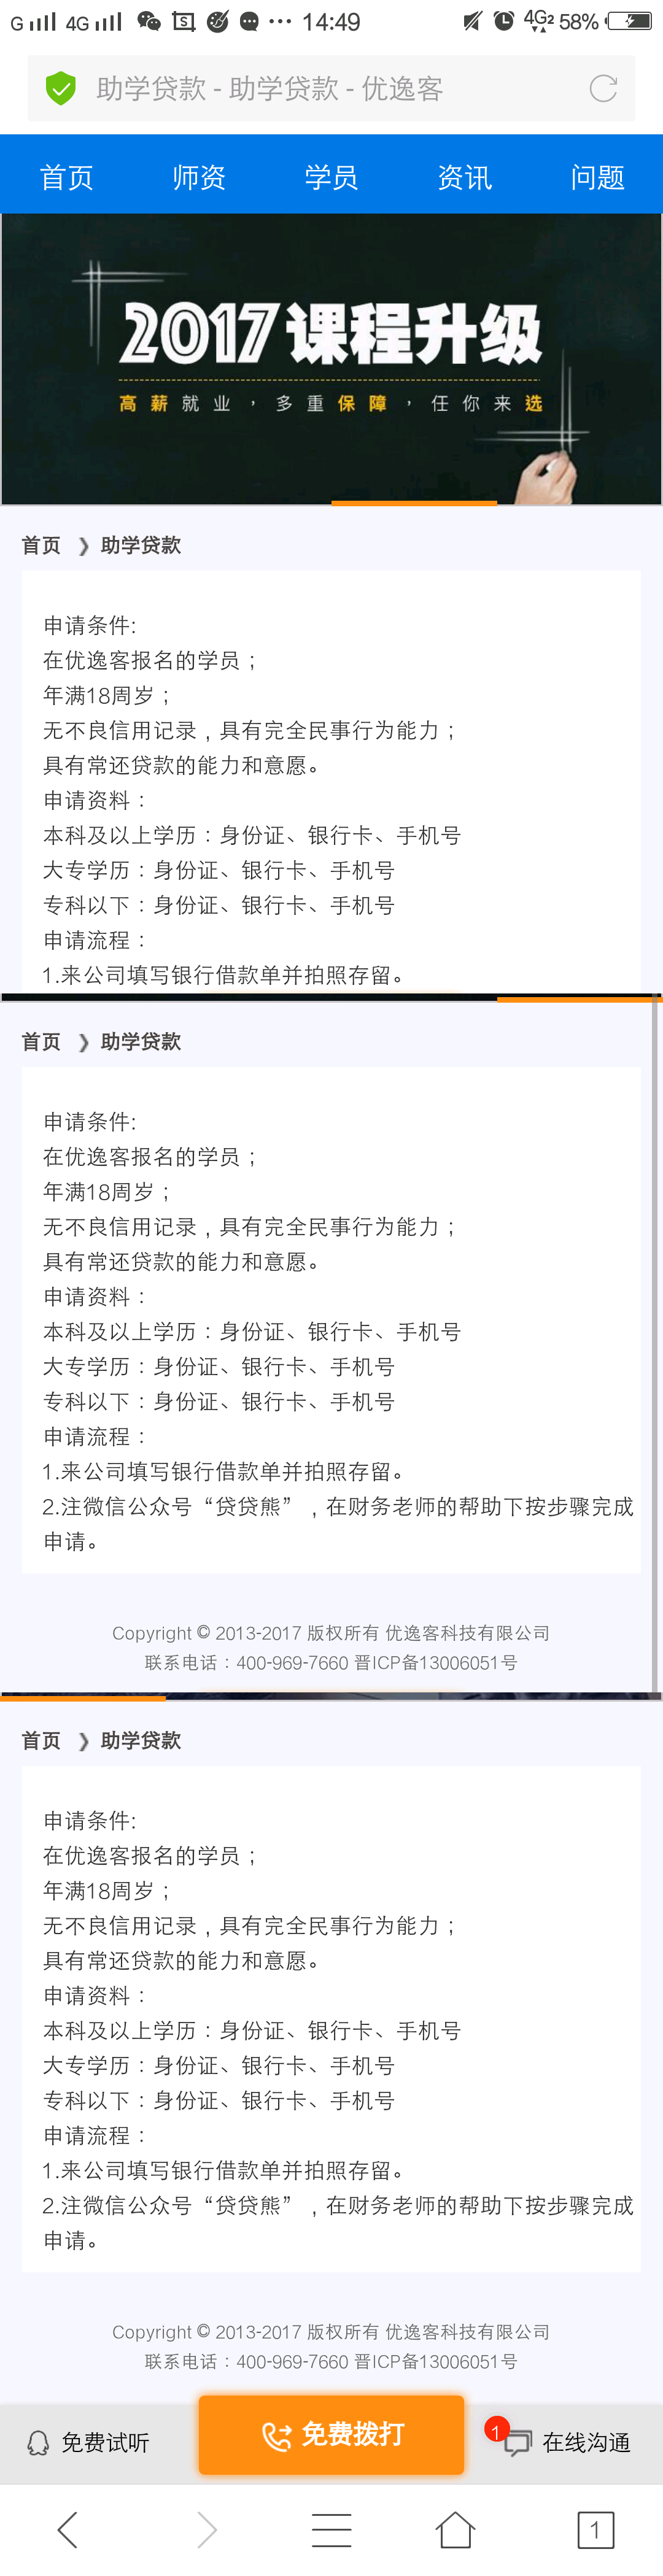 G 4G 14:49 4G2 58%
助学贷款 - 助学贷款 - 优逸客
首页 师资 学员 资讯 问题
2017课程升级
高薪就业，多重保障，任你来选
首页 》 助学贷款
申请条件:
在优逸客报名的学员；
年满18周岁；
无不良信用记录，具有完全民事行为能力；
具有常还贷款的能力和意愿。
申请资料：
本科及以上学历：身份证、银行卡、手机号
大专学历：身份证、银行卡、手机号
专科以下：身份证、银行卡、手机号
申请流程：
1.来公司填写银行借款单并拍照存留。
首页 》 助学贷款
申请条件:
在优逸客报名的学员；
年满18周岁；
无不良信用记录，具有完全民事行为能力；
具有常还贷款的能力和意愿。
申请资料：
本科及以上学历：身份证、银行卡、手机号
大专学历：身份证、银行卡、手机号
专科以下：身份证、银行卡、手机号
申请流程：
1.来公司填写银行借款单并拍照存留。
2.注微信公众号“贷贷熊”，在财务老师的帮助下按步骤完成
申请。
Copyright © 2013-2017 版权所有 优逸客科技有限公司
联系电话：400-969-7660 晋ICP备13006051号
首页 》 助学贷款
申请条件:
在优逸客报名的学员；
年满18周岁；
无不良信用记录，具有完全民事行为能力；
具有常还贷款的能力和意愿。
申请资料：
本科及以上学历：身份证、银行卡、手机号
大专学历：身份证、银行卡、手机号
专科以下：身份证、银行卡、手机号
申请流程：
1.来公司填写银行借款单并拍照存留。
2.注微信公众号“贷贷熊”，在财务老师的帮助下按步骤完成
申请。
Copyright © 2013-2017 版权所有 优逸客科技有限公司
联系电话：400-969-7660 晋ICP备13006051号
免费试听 免费拨打 1 在线沟通
1